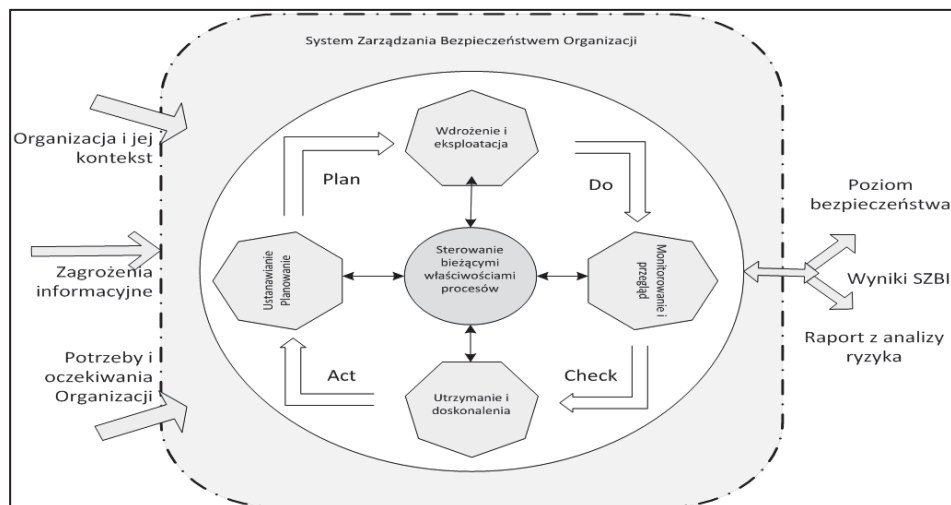 System Zarządzania Bezpieczeństwem Organizacji
Organizacja i jej
kontekst
Zagrożenia
informacyjne
Potrzeby i
oczekiwania
Organizacji
Wdrożenie i
eksploatacja
Plan
Do
Ustanawianie
Planowanie
Sterowanie
bieżącymi
właściwościami
procesów
Monitorowanie i
przegląd
Act
Check
Utrzymanie i
doskonalenia
Poziom
bezpieczeństwa
Wyniki SZBI
Raport z analizy
ryzyka